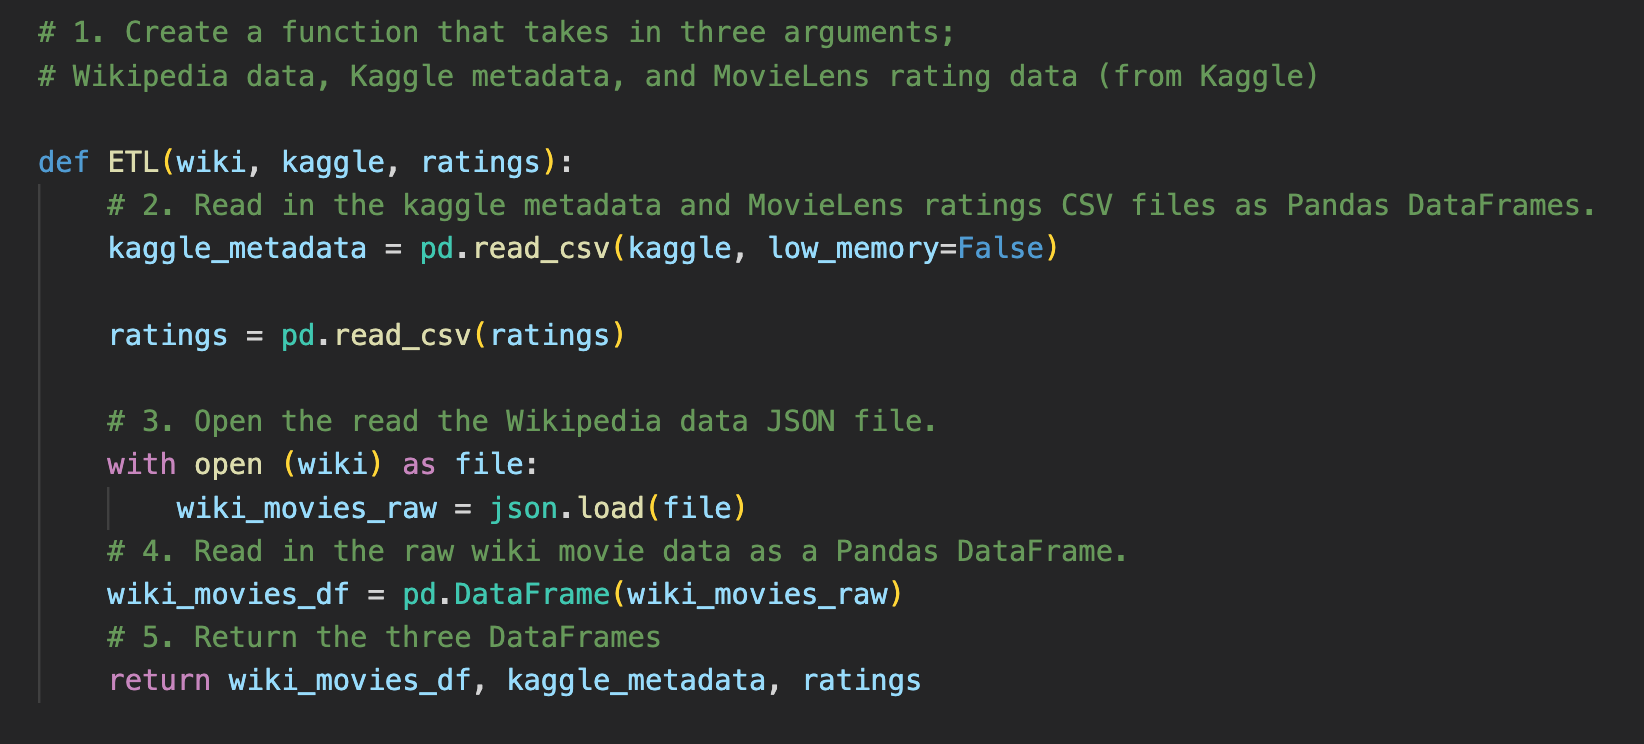 # 1. Create a function that takes in three arguments;
# Wikipedia data, Kaggle metadata, and MovieLens rating data (from Kaggle)
def ETL(wiki, kaggle, ratings):
# 2. Read in the kaggle metadata and MovieLens ratings CSV files as Pandas DataFrames.
kaggle_metadata = pd.read_csv(kaggle, low_memory=False)
ratings = pd.read_csv(ratings)
# 3. Open the read the Wikipedia data JSON file.
with open (wiki) as file:
wiki_movies_raw = json.load(file)
# 4. Read in the raw wiki movie data as a Pandas DataFrame.
wiki_movies_df = pd.DataFrame(wiki_movies_raw)
# 5. Return the three DataFrames
return wiki_movies_df, kaggle_metadata, ratings